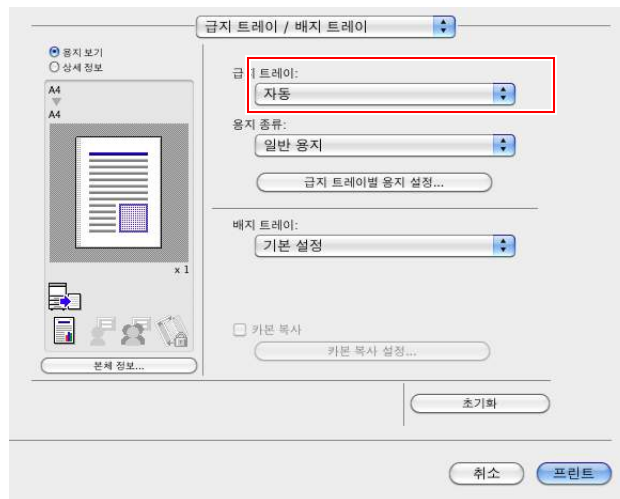 급지 트레이 / 배지 트레이
용지 보기
상세 정보
A4
A4
x 1
본체 정보...
급지 트레이:
자동
용지 종류:
일반 용지
급지 트레이별 용지 설정...
배지 트레이:
기본 설정
카본 복사
카본 복사 설정...
초기화
취소
프린트